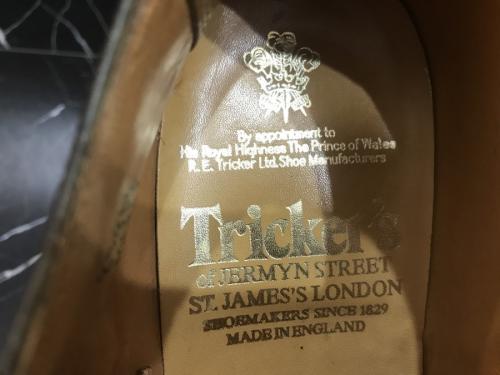 By appointment to
His Royal Highness The Prince of Wales
R. E. Tricker Ltd. Shoe Manufacturers
Tricker's
of JERMYN STREET
ST. JAMES'S LONDON
SHOEMAKERS SINCE 1829
MADE IN ENGLAND